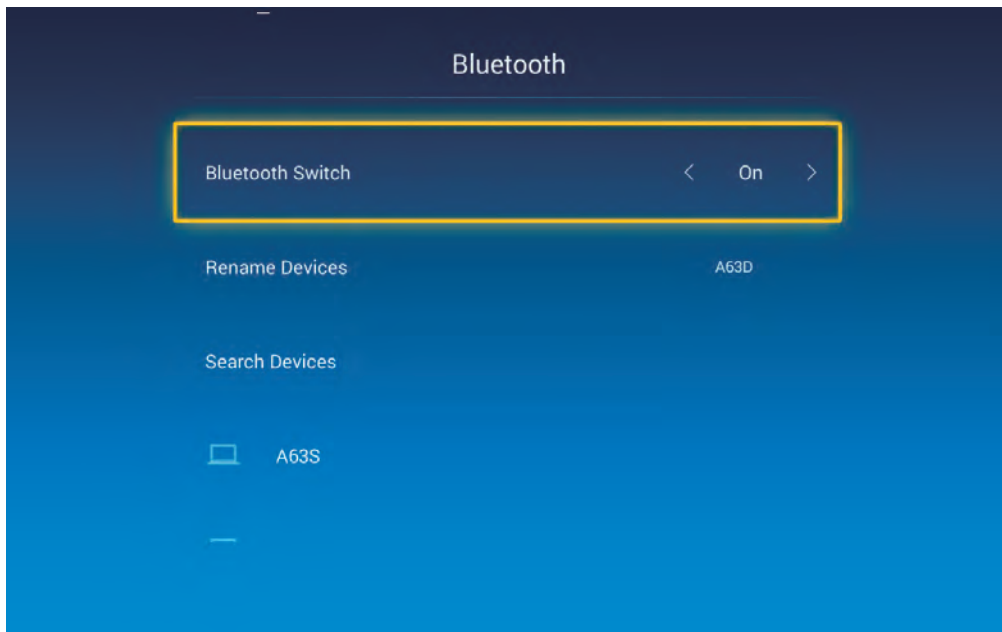 Bluetooth
Bluetooth Switch < On >
Rename Devices A63D
Search Devices
A63S